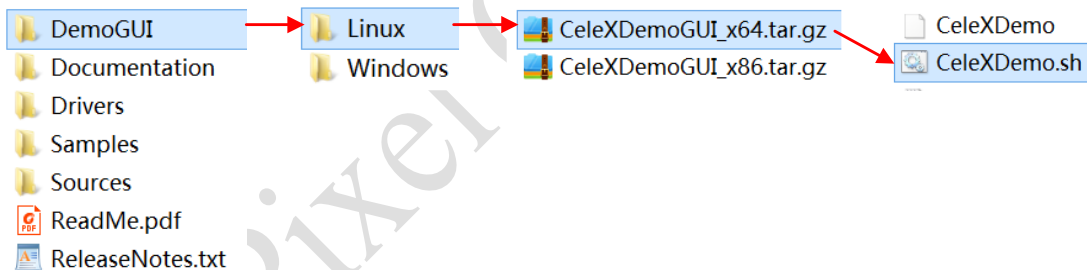 DemoGUI Linux CeleXDemoGUI_x64.tar.gz CeleXDemo
Documentation Windows CeleXDemoGUI_x86.tar.gz CeleXDemo.sh
Drivers
Samples
Sources
ReadMe.pdf
ReleaseNotes.txt